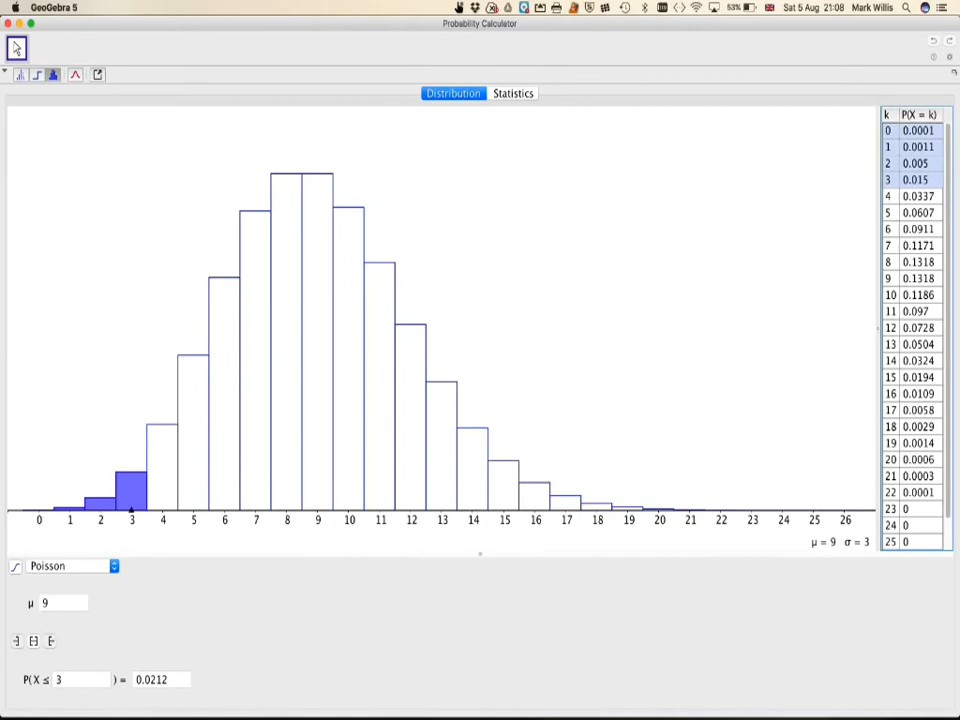 GeoGebra 5 53% Sat 5 Aug 21:08 Mark Willis
Probability Calculator
Distribution Statistics
k P(X = k)
0 0.0001
1 0.0011
2 0.005
3 0.015
4 0.0337
5 0.0607
6 0.0911
7 0.1171
8 0.1318
9 0.1318
10 0.1186
11 0.097
12 0.0728
13 0.0504
14 0.0324
15 0.0194
16 0.0109
17 0.0058
18 0.0029
19 0.0014
20 0.0006
21 0.0003
22 0.0001
23 0
24 0
25 0
0 1 2 3 4 5 6 7 8 9 10 11 12 13 14 15 16 17 18 19 20 21 22 23 24 25 26
μ = 9 σ = 3
Poisson
μ 9
P(X ≤ 3 ) = 0.0212